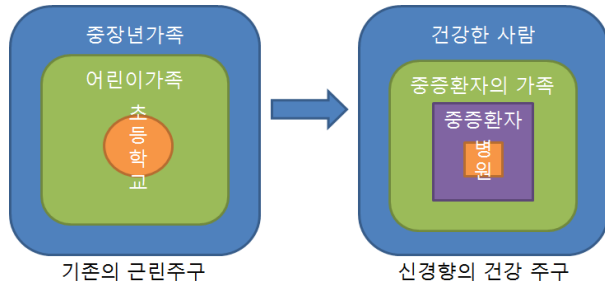 중장년가족
어린이가족
초
등
학
교
기존의 근린주구
건강한 사람
중증환자의 가족
중증환자
병
원
신경향의 건강 주구